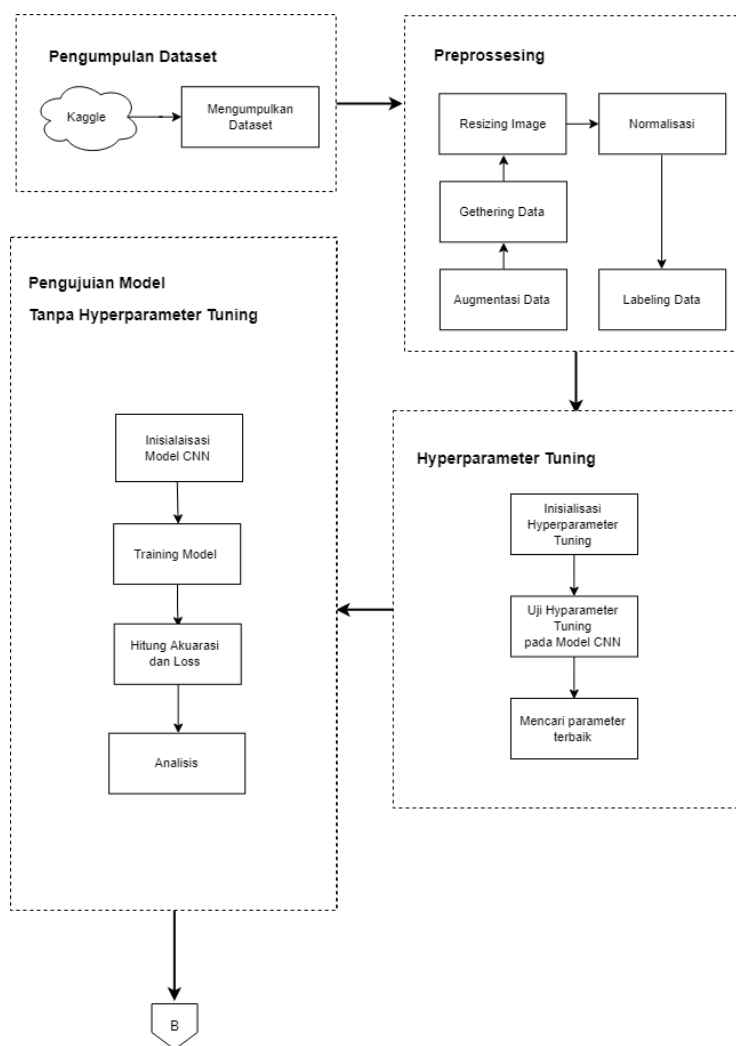 Pengumpulan Dataset
Kaggle
Mengumpulkan
Dataset
Preprossesing
Resizing Image
Normalisasi
Gethering Data
Augmentasi Data
Labeling Data
Hyperparameter Tuning
Inisialisasi
Hyperparameter
Tuning
Uji Hyparameter
Tuning
pada Model CNN
Mencari parameter
terbaik
Pengujuian Model
Tanpa Hyperparameter Tuning
Inisialaisasi
Model CNN
Training Model
Hitung Akuarasi
dan Loss
Analisis
B